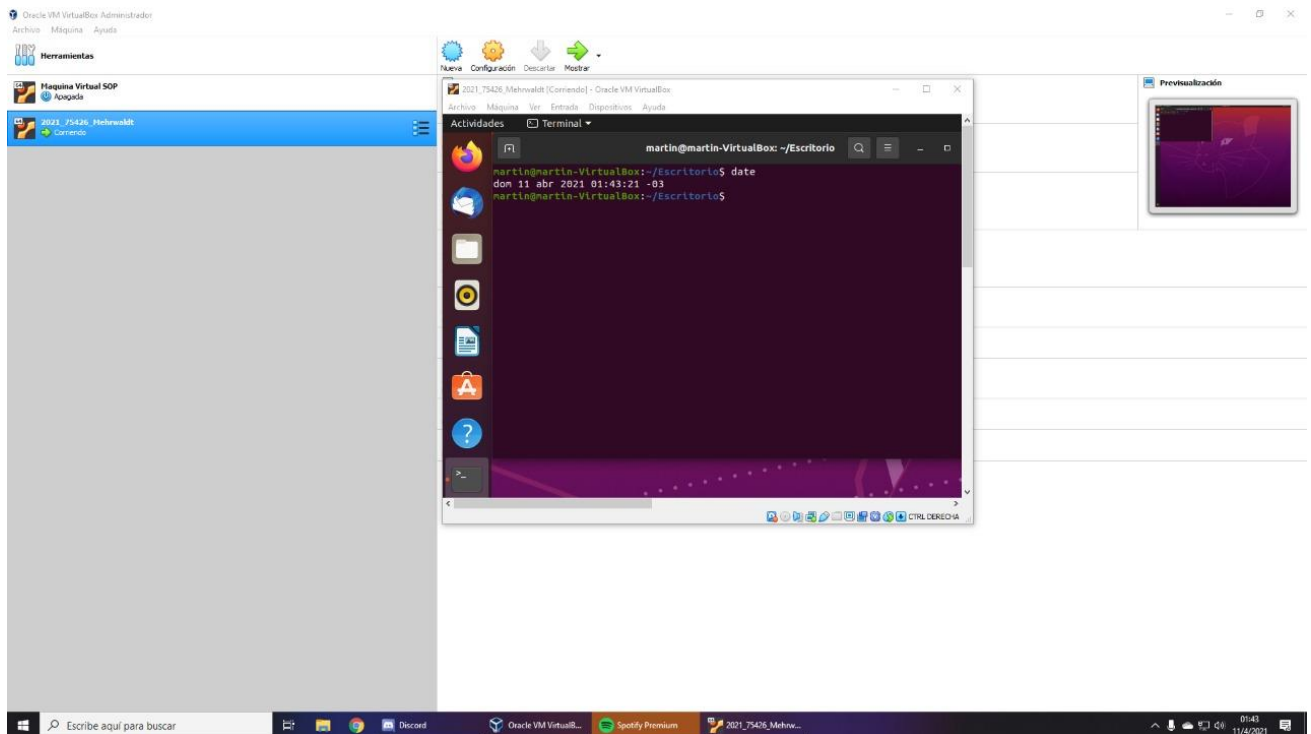 Oracle VM VirtualBox Administrador
Archivo Máquina Ayuda
Herramientas
Nueva Configuración Descartar Mostrar
Maquina Virtual SOP
Apagada
2021_75426_Mehrwaldt
Corriendo
2021_75426_Mehrwaldt [Corriendo] - Oracle VM VirtualBox
Archivo Máquina Ver Entrada Dispositivos Ayuda
Actividades Terminal
martin@martin-VirtualBox: ~/Escritorio
martin@martin-VirtualBox:~/Escritorio$ date
dom 11 abr 2021 01:43:21 -03
martin@martin-VirtualBox:~/Escritorio$
CTRL DERECHA
Previsualización
Escribe aquí para buscar
Discord
Oracle VM VirtualB...
Spotify Premium
2021_75426_Mehrw...
01:43
11/4/2021